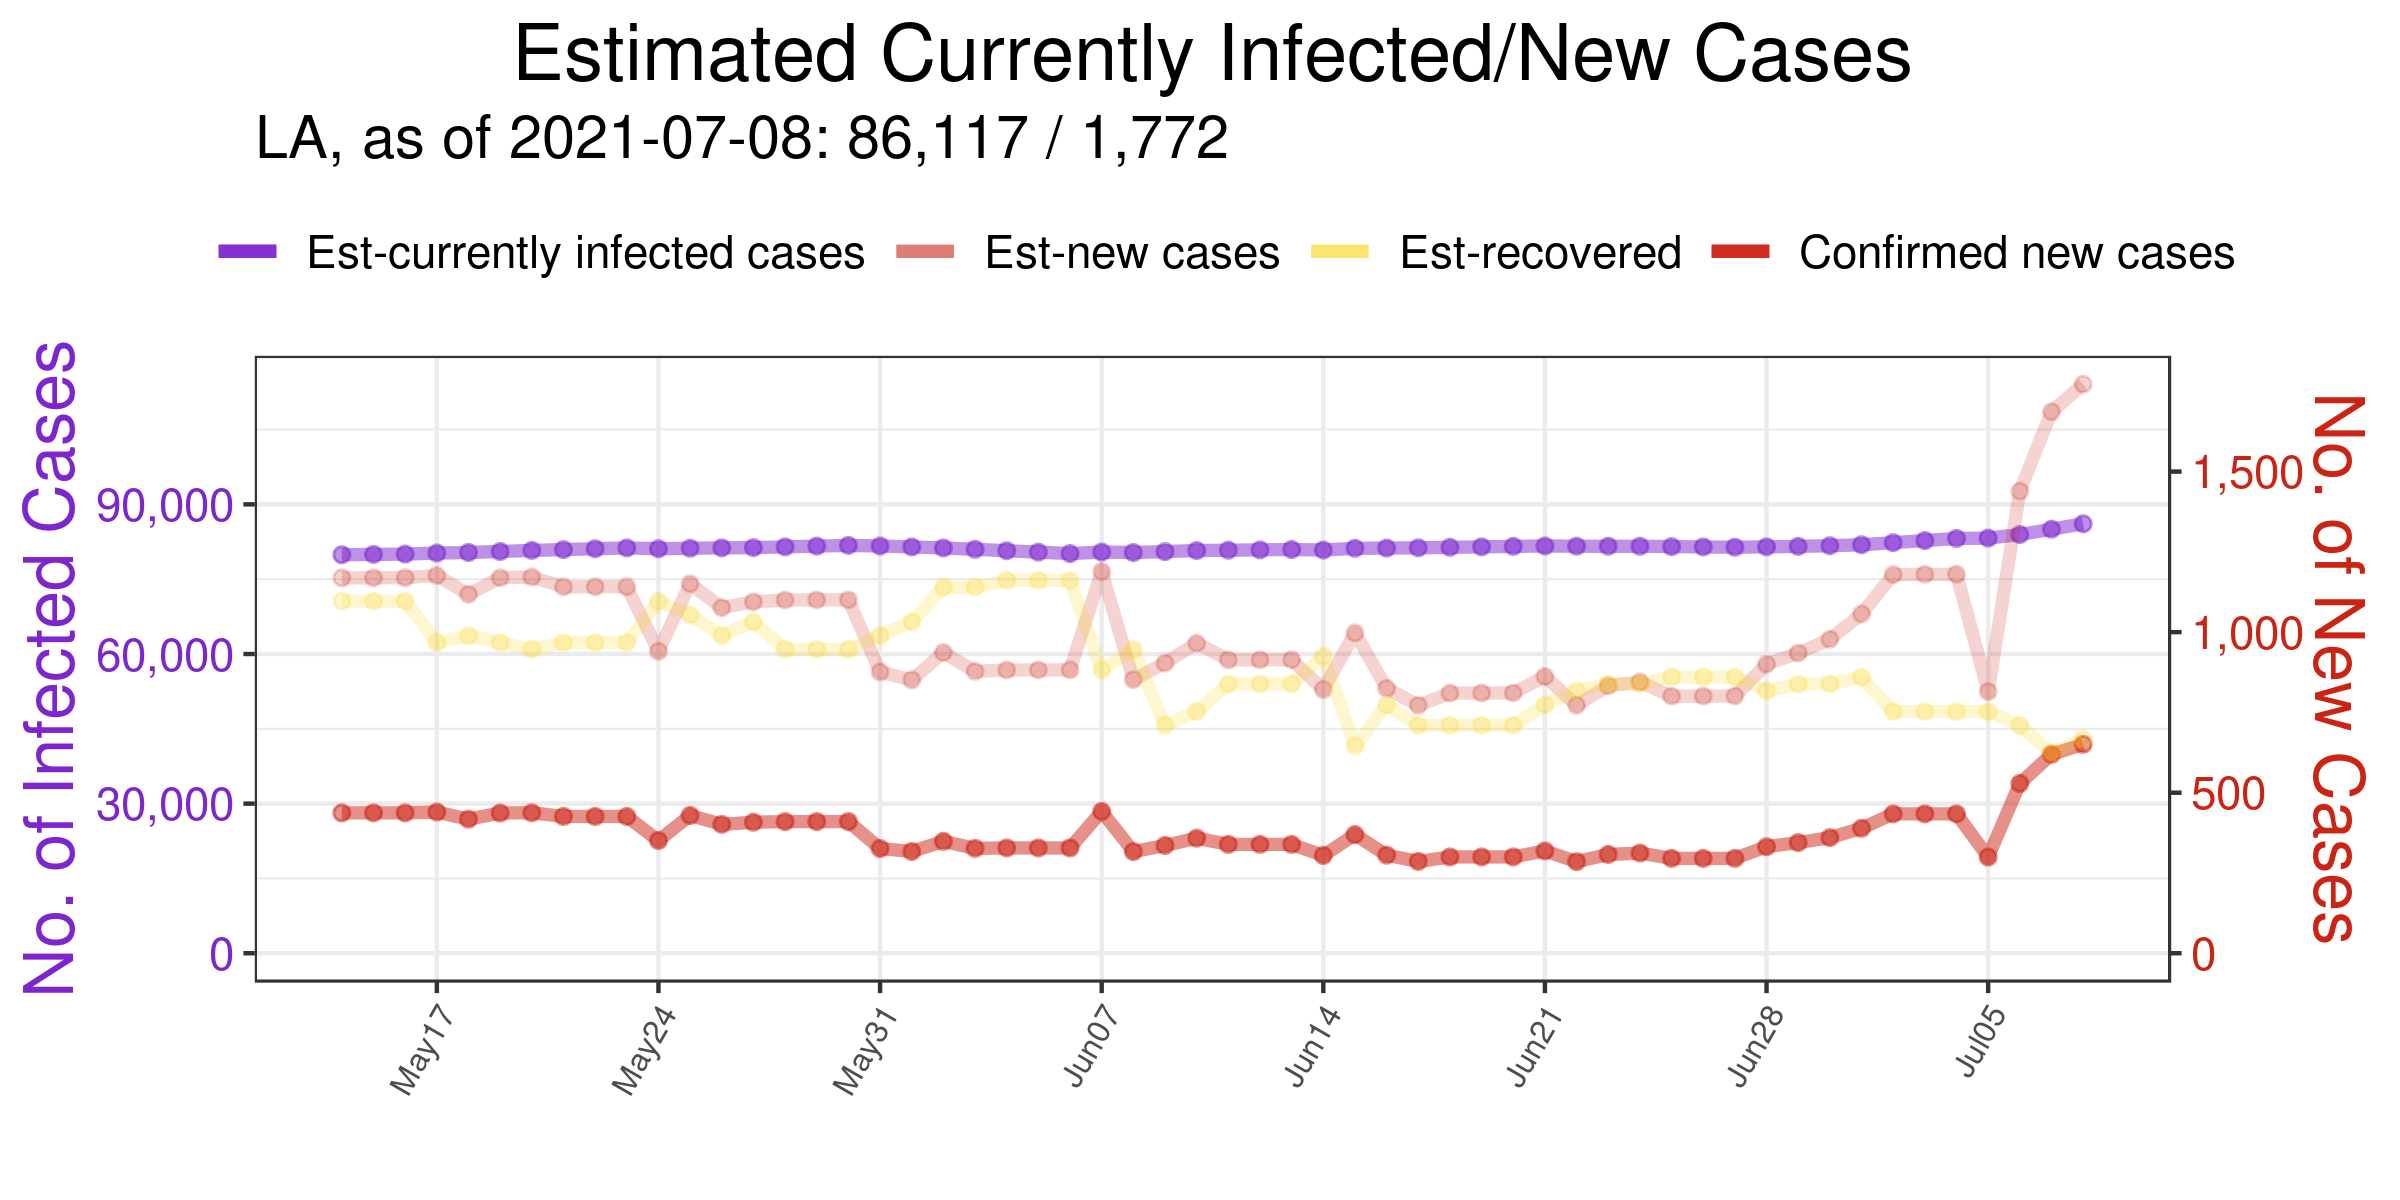 Estimated Currently Infected/New Cases
LA, as of 2021-07-08: 86,117 / 1,772
Est-currently infected cases Est-new cases Est-recovered Confirmed new cases
No. of Infected Cases
90,000
60,000
30,000
0
1,500
1,000
500
0
No. of New Cases
May17 May24 May31 Jun07 Jun14 Jun21 Jun28 Jul05